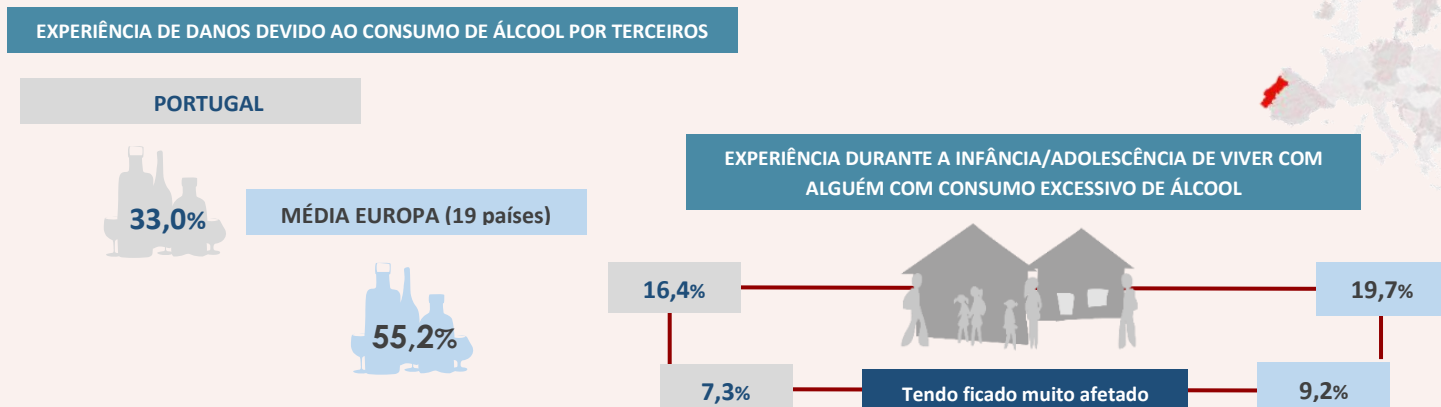 EXPERIÊNCIA DE DANOS DEVIDO AO CONSUMO DE ÁLCOOL POR TERCEIROS
PORTUGAL
33,0%
MÉDIA EUROPA (19 países)
55,2%
EXPERIÊNCIA DURANTE A INFÂNCIA/ADOLESCÊNCIA DE VIVER COM
ALGUÉM COM CONSUMO EXCESSIVO DE ÁLCOOL
16,4%
19,7%
7,3%
Tendo ficado muito afetado
9,2%